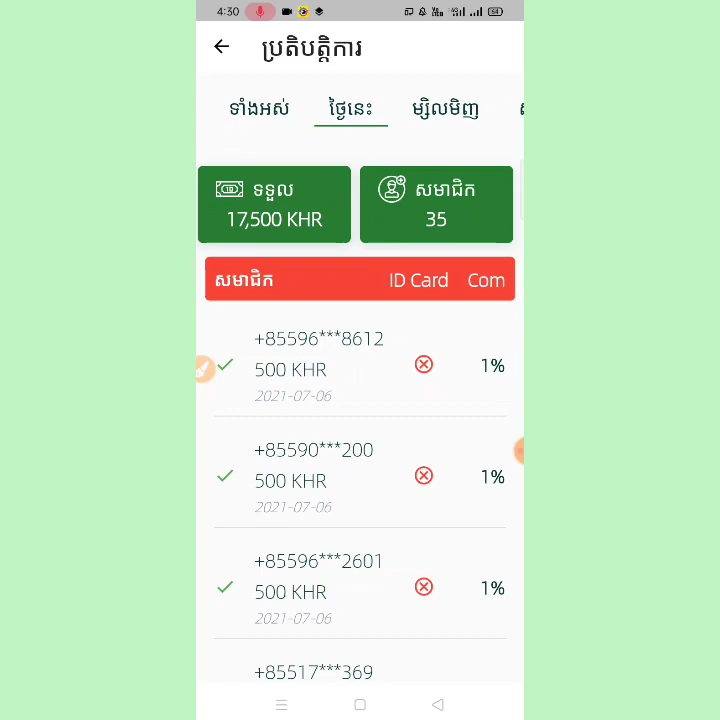 4:30
64
ប្រតិបត្តិការ
ទាំងអស់ ថ្ងៃនេះ ម្សិលមិញ
ទទួល
17,500 KHR
សមាជិក
35
សមាជិក ID Card Com
+85596***8612
500 KHR 1%
2021-07-06
+85590***200
500 KHR 1%
2021-07-06
+85596***2601
500 KHR 1%
2021-07-06
+85517***369